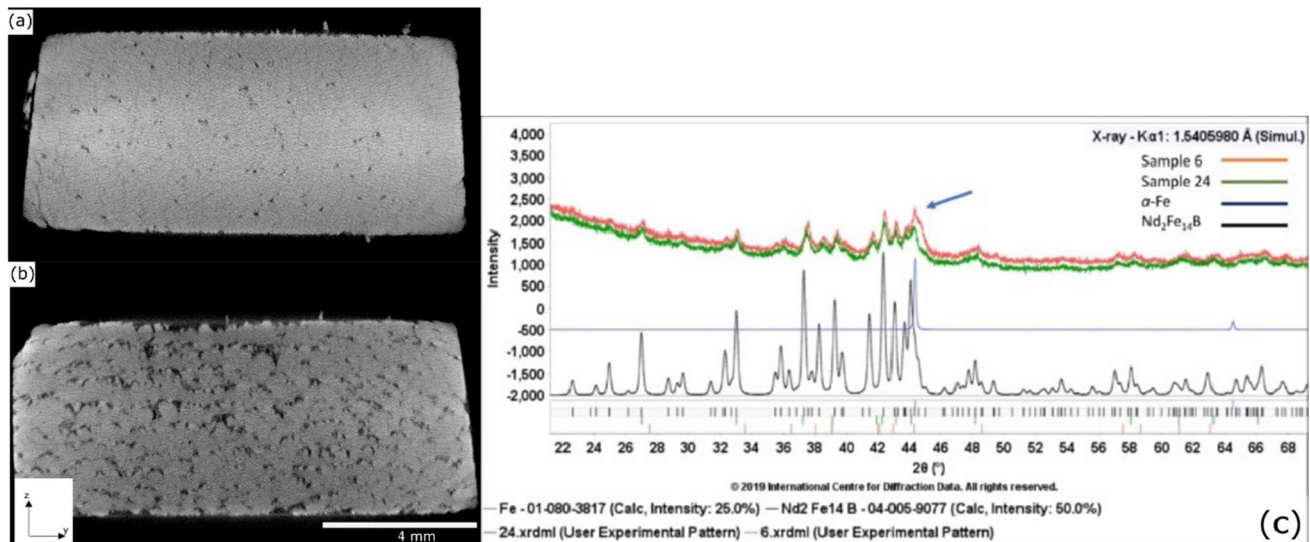 (a)
(b)
z
y
4 mm
4,000
3,500
3,000
2,500
2,000
1,500
1,000
500
0
-500
-1,000
-1,500
-2,000
Intensity
X-ray - Kα1: 1.5405980 Å (Simul.)
Sample 6
Sample 24
α-Fe
Nd₂Fe₁₄B
22 24 26 28 30 32 34 36 38 40 42 44 46 48 50 52 54 56 58 60 62 64 66 68
2θ (°)
© 2019 International Centre for Diffraction Data. All rights reserved.
Fe - 01-080-3817 (Calc, Intensity: 25.0%) Nd2 Fe14 B - 04-005-9077 (Calc, Intensity: 50.0%)
24.xrdml (User Experimental Pattern) 6.xrdml (User Experimental Pattern)
(c)